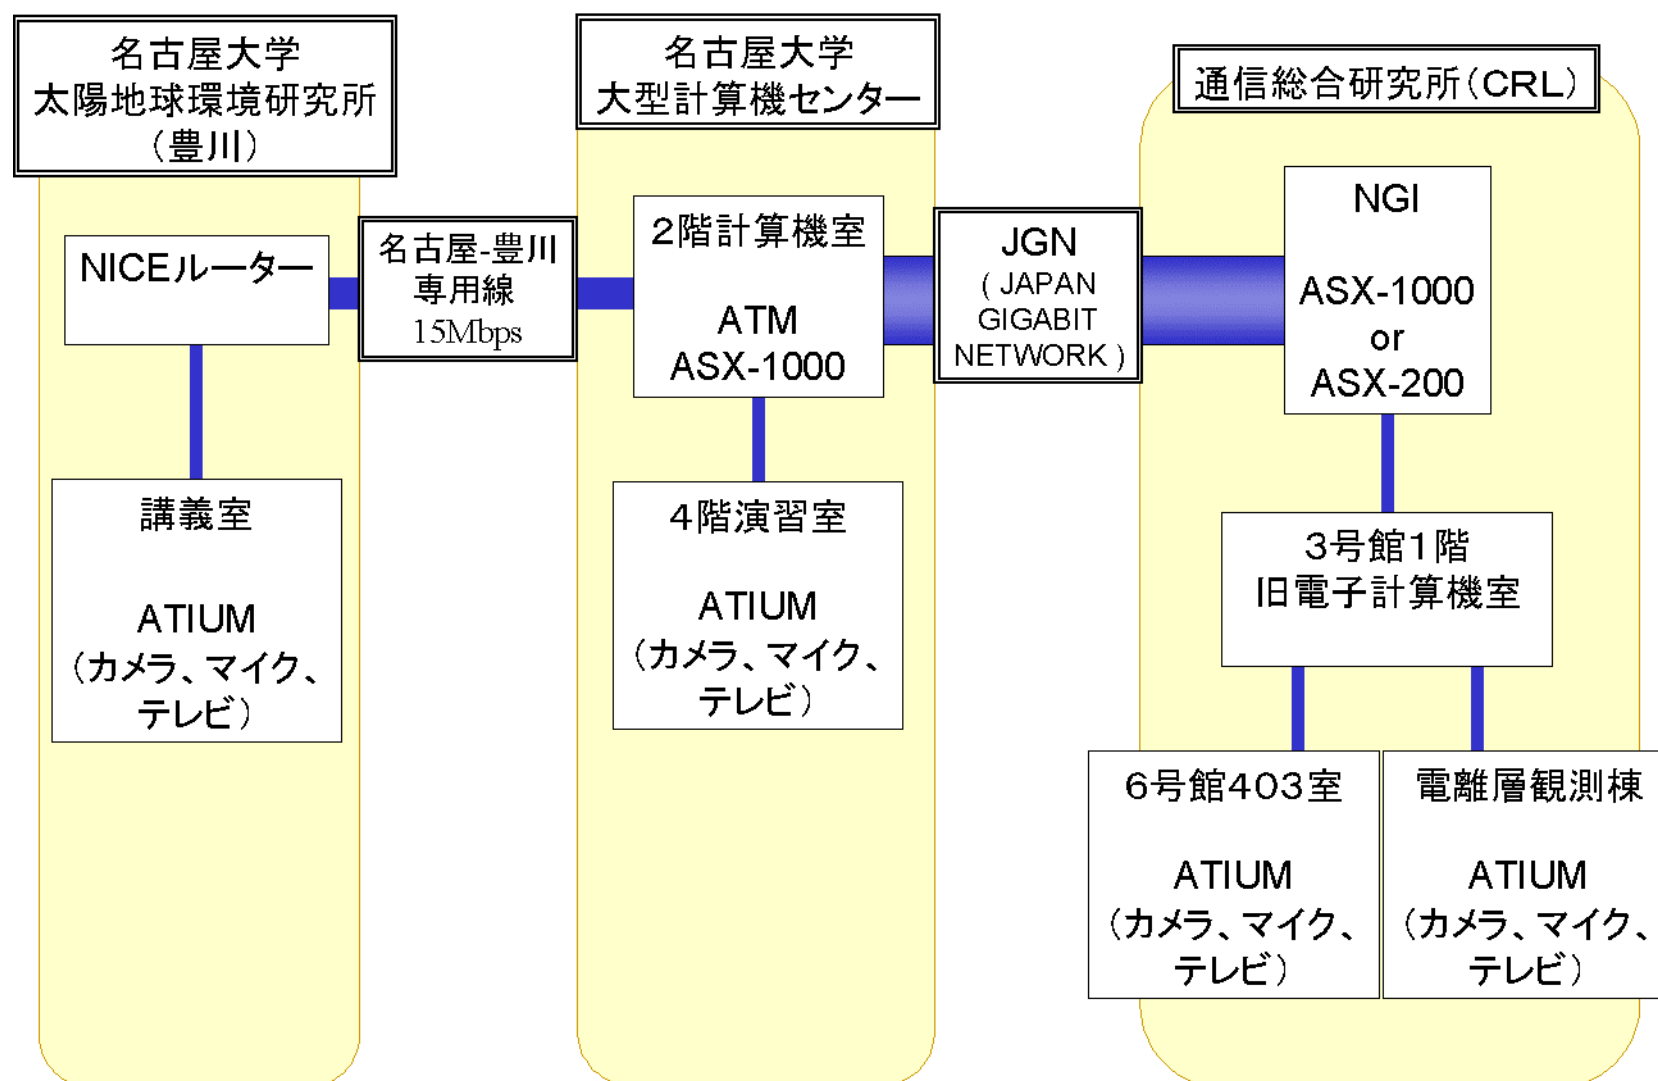 名古屋大学
太陽地球環境研究所
（豊川）
名古屋大学
大型計算機センター
通信総合研究所（CRL）
NICEルーター
名古屋-豊川
専用線
15Mbps
２階計算機室
ATM
ASX-1000
JGN
( JAPAN
GIGABIT
NETWORK )
NGI
ASX-1000
or
ASX-200
講義室
ATIUM
（カメラ、マイク、
テレビ）
４階演習室
ATIUM
（カメラ、マイク、
テレビ）
３号館１階
旧電子計算機室
６号館４０３室
ATIUM
（カメラ、マイク、
テレビ）
電離層観測棟
ATIUM
（カメラ、マイク、
テレビ）